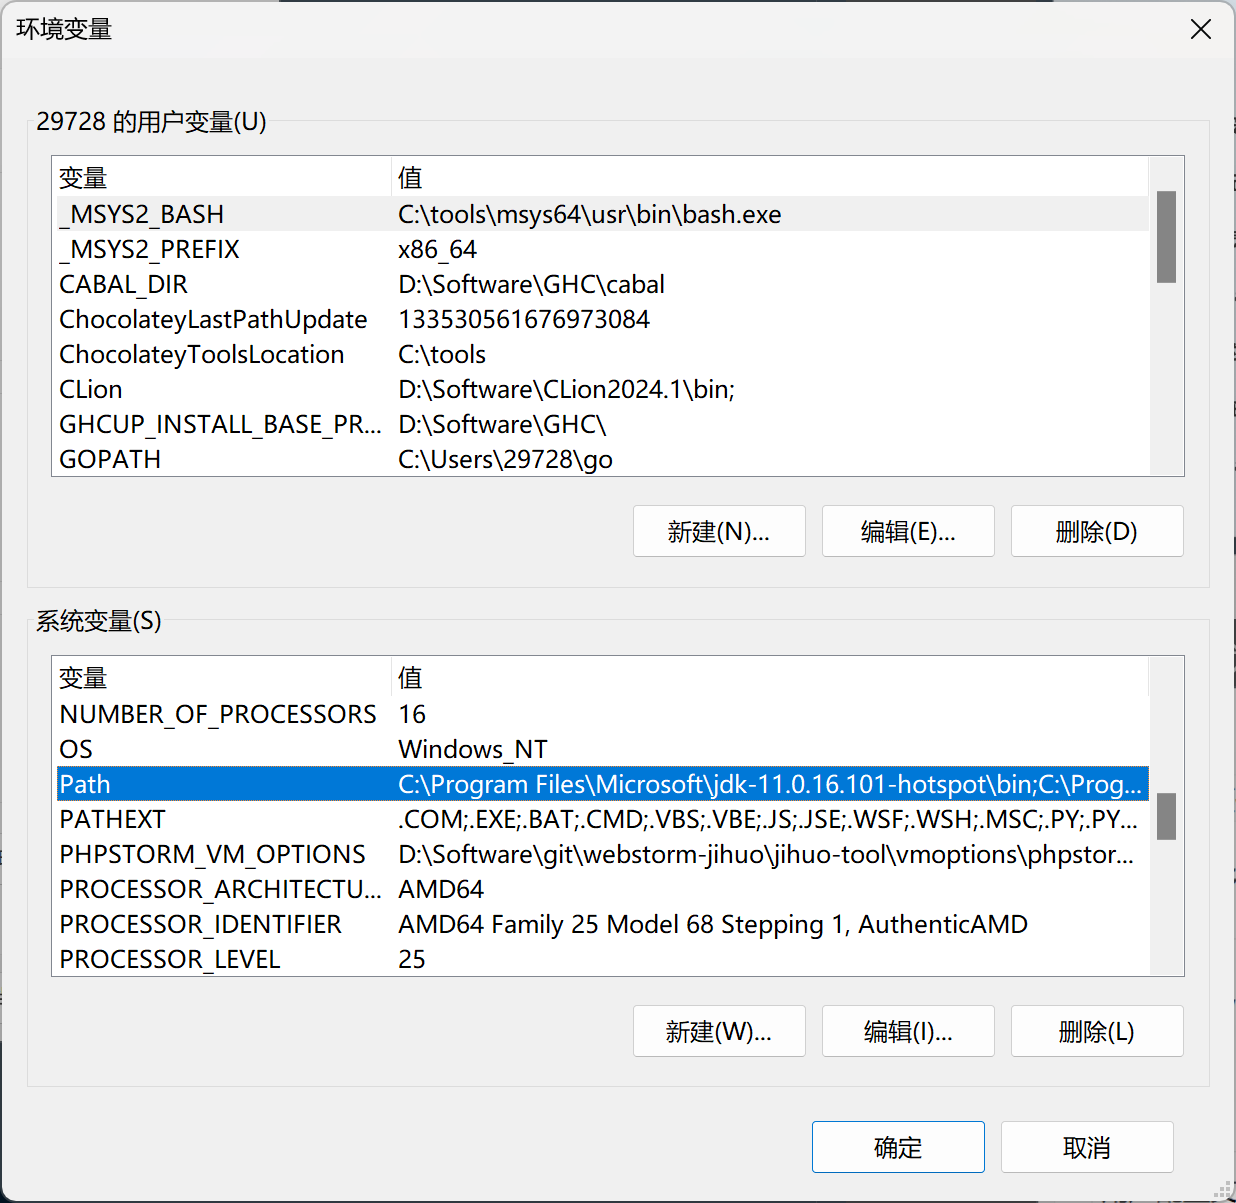 环境变量
29728 的用户变量(U)
变量 值
_MSYS2_BASH C:\tools\msys64\usr\bin\bash.exe
_MSYS2_PREFIX x86_64
CABAL_DIR D:\Software\GHC\cabal
ChocolateyLastPathUpdate 133530561676973084
ChocolateyToolsLocation C:\tools
CLion D:\Software\CLion2024.1\bin;
GHCUP_INSTALL_BASE_PR... D:\Software\GHC\
GOPATH C:\Users\29728\go
新建(N)... 编辑(E)... 删除(D)
系统变量(S)
变量 值
NUMBER_OF_PROCESSORS 16
OS Windows_NT
Path C:\Program Files\Microsoft\jdk-11.0.16.101-hotspot\bin;C:\Prog...
PATHEXT .COM;.EXE;.BAT;.CMD;.VBS;.VBE;.JS;.JSE;.WSF;.WSH;.MSC;.PY;.PY...
PHPSTORM_VM_OPTIONS D:\Software\git\webstorm-jihuo\jihuo-tool\vmoptions\phpstor...
PROCESSOR_ARCHITECTU... AMD64
PROCESSOR_IDENTIFIER AMD64 Family 25 Model 68 Stepping 1, AuthenticAMD
PROCESSOR_LEVEL 25
新建(W)... 编辑(I)... 删除(L)
确定 取消